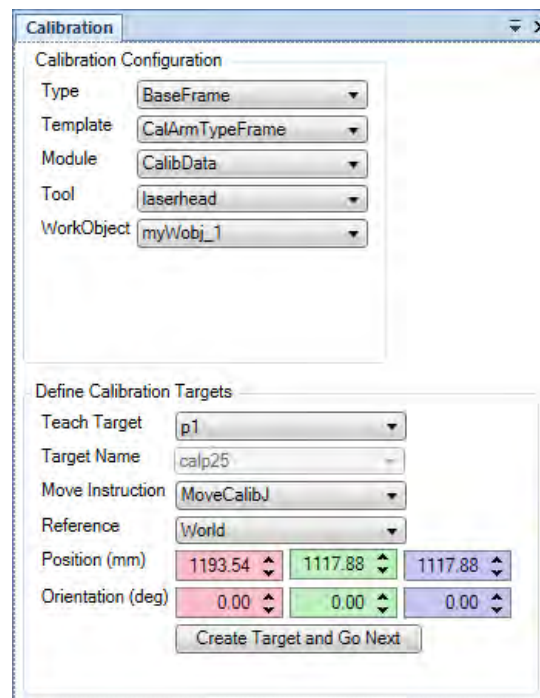 Calibration
Calibration Configuration
Type BaseFrame
Template CalArmTypeFrame
Module CalibData
Tool laserhead
WorkObject myWobj_1
Define Calibration Targets
Teach Target p1
Target Name calp25
Move Instruction MoveCalibJ
Reference World
Position (mm) 1193.54 1117.88 1117.88
Orientation (deg) 0.00 0.00 0.00
Create Target and Go Next